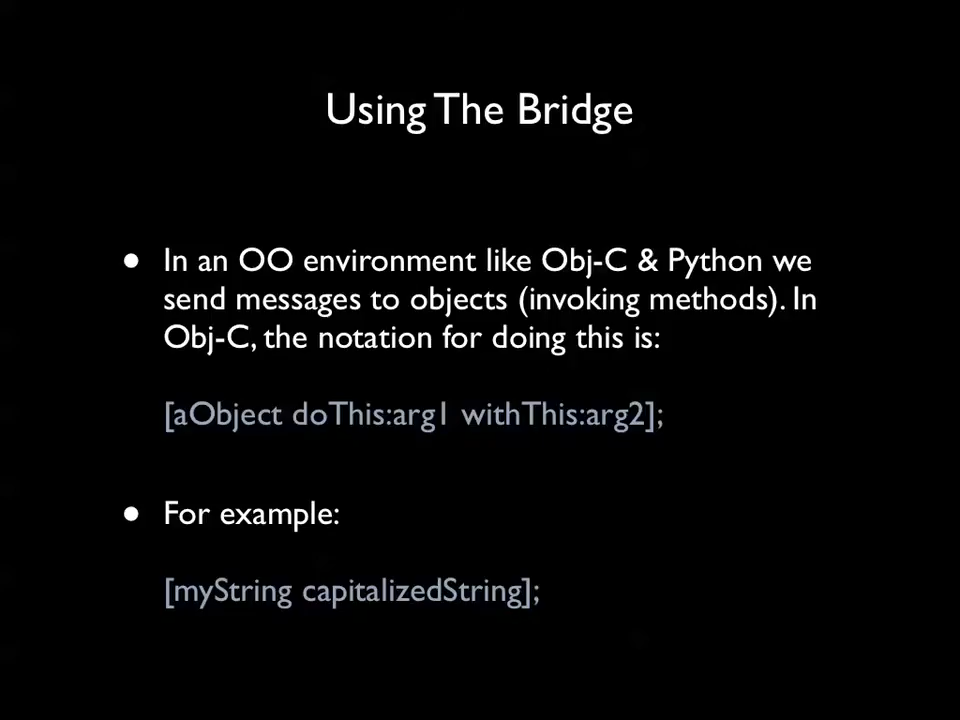 Using The Bridge
• In an OO environment like Obj-C & Python we
send messages to objects (invoking methods). In
Obj-C, the notation for doing this is:
[aObject doThis:arg1 withThis:arg2];
• For example:
[myString capitalizedString];